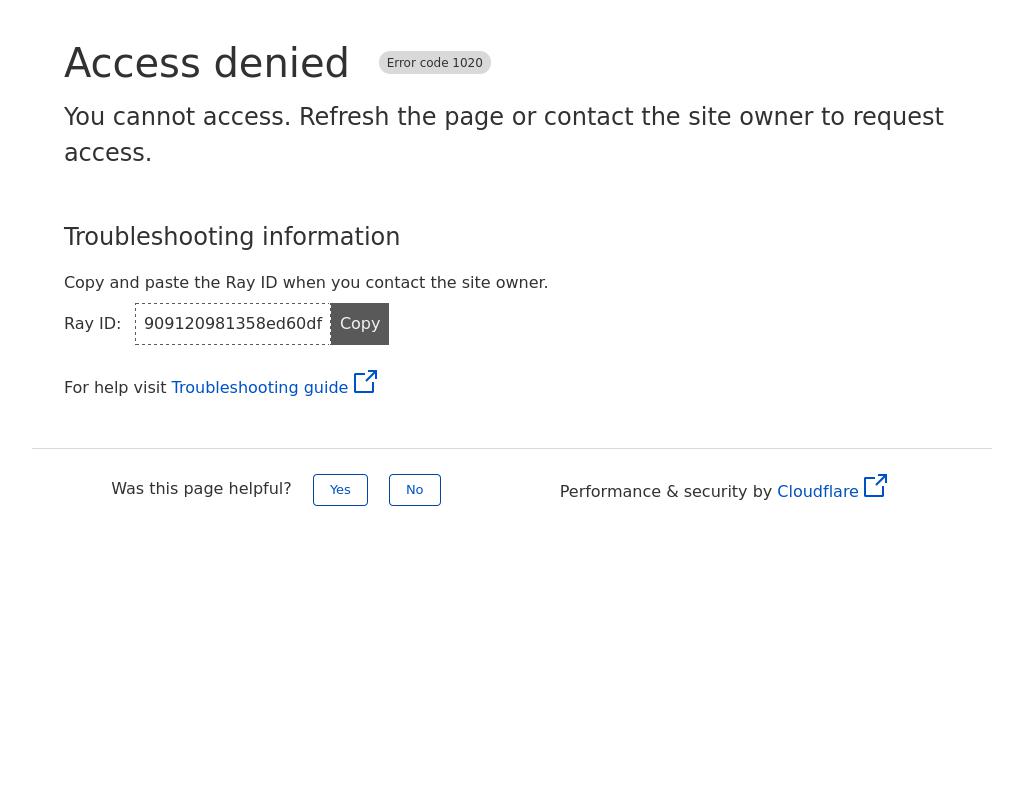 Access denied Error code 1020
You cannot access. Refresh the page or contact the site owner to request
access.
Troubleshooting information
Copy and paste the Ray ID when you contact the site owner.
Ray ID: 909120981358ed60df Copy
For help visit Troubleshooting guide
Was this page helpful? Yes No Performance & security by Cloudflare